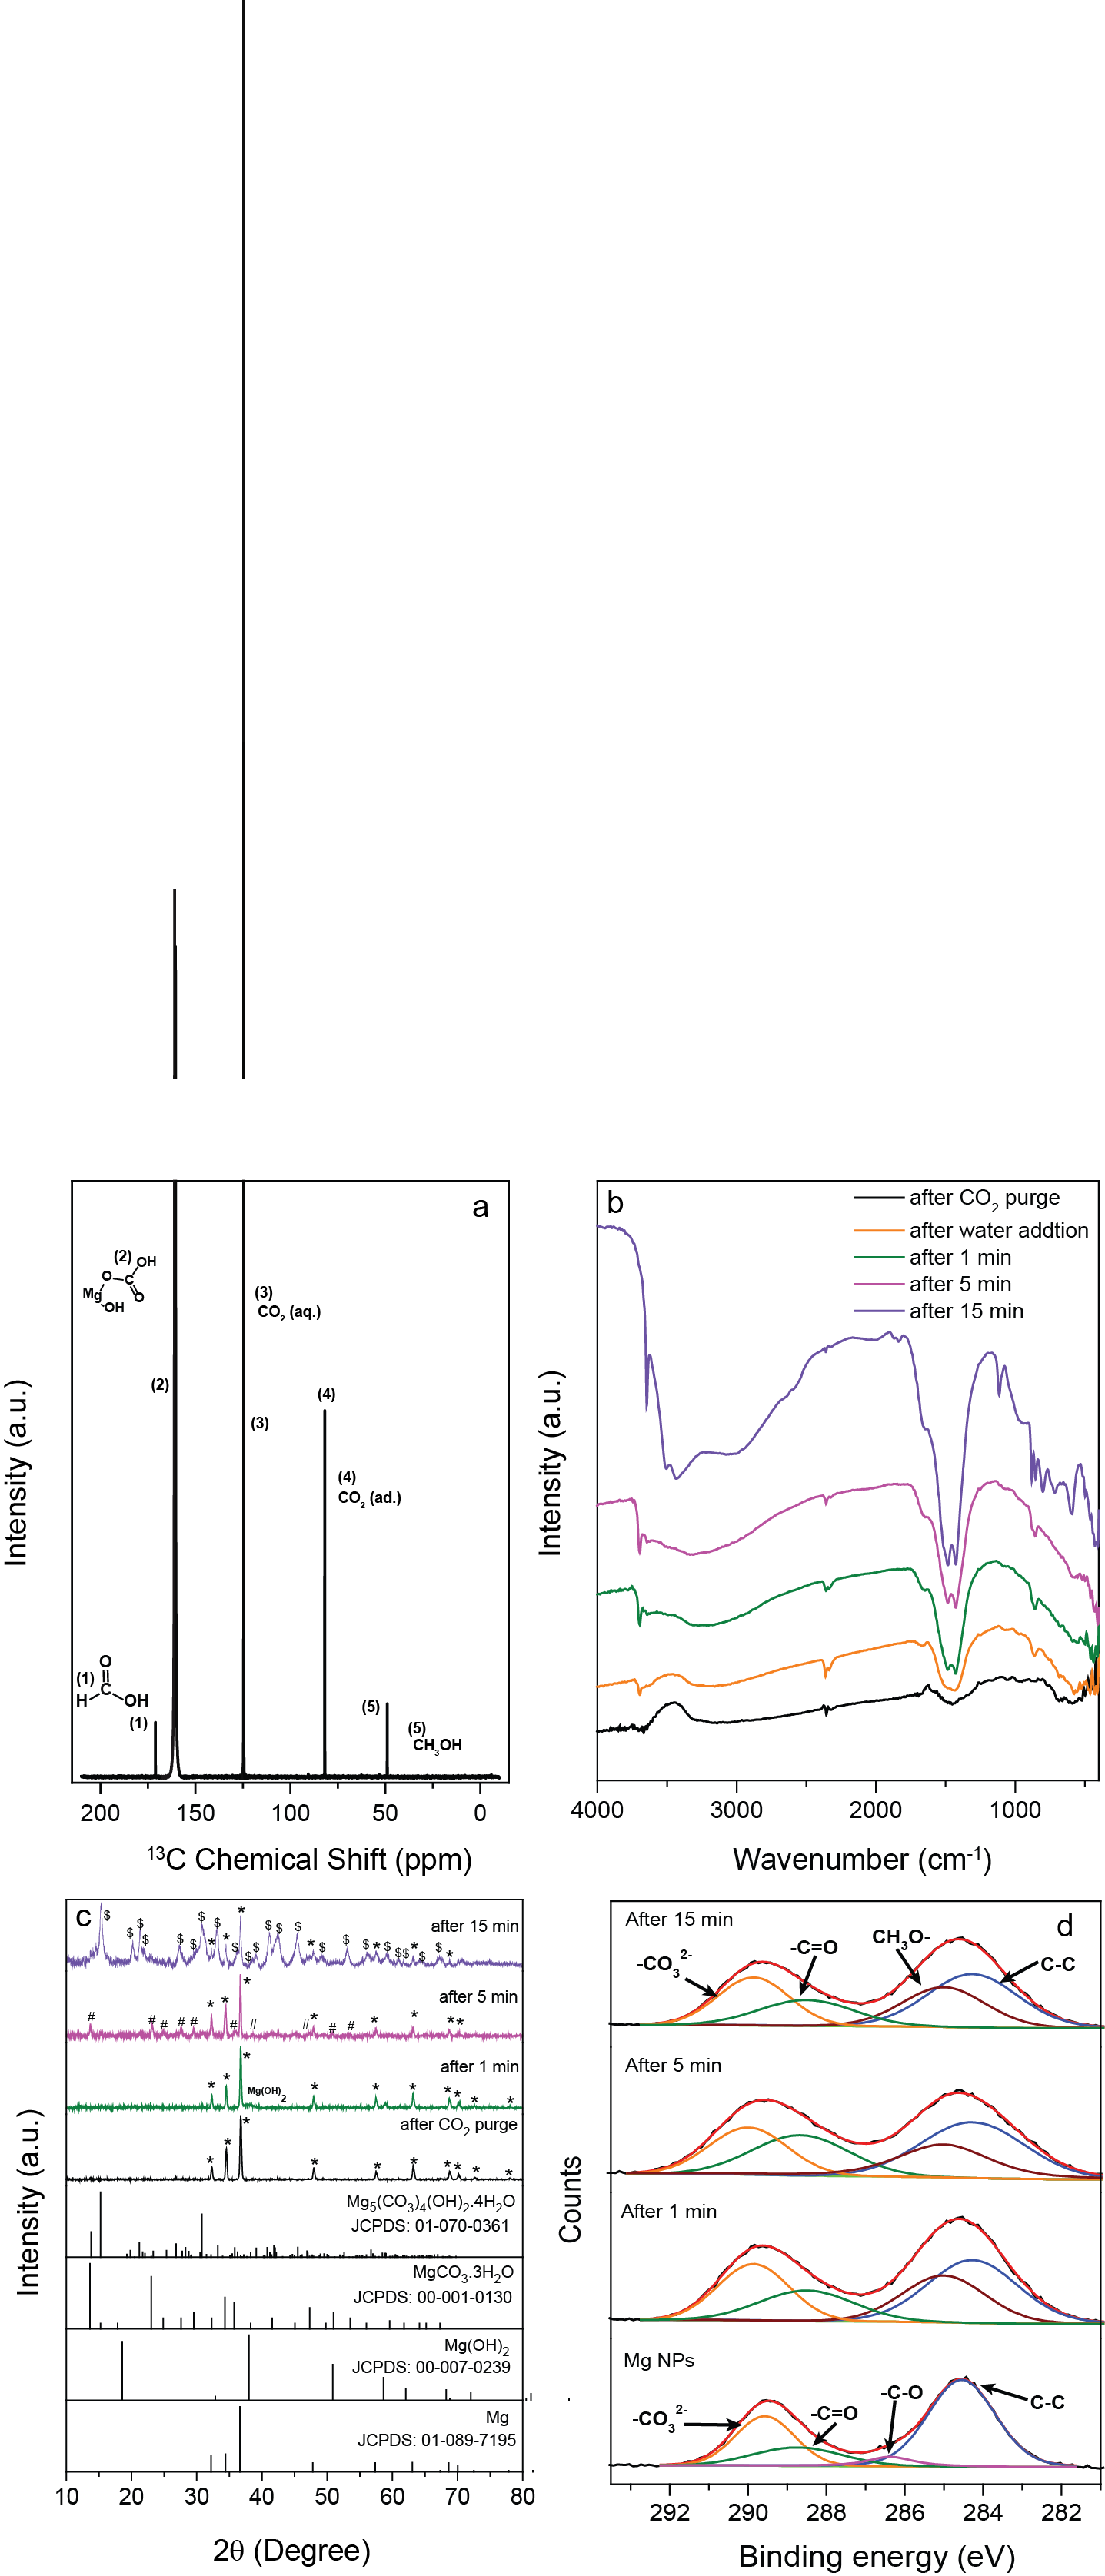 a
(2)
OH
O
C
Mg
O
OH
(3)
CO2 (aq.)
(2)
(3)
(4)
(4)
CO2 (ad.)
O
(1)
C
H
OH
(1)
(5)
(5)
CH3OH
Intensity (a.u.)
200 150 100 50 0
13C Chemical Shift (ppm)
b
after CO2 purge
after water addtion
after 1 min
after 5 min
after 15 min
Intensity (a.u.)
4000 3000 2000 1000
Wavenumber (cm-1)
c
after 15 min
after 5 min
after 1 min
Mg(OH)2
after CO2 purge
Mg5(CO3)4(OH)2.4H2O
JCPDS: 01-070-0361
MgCO3.3H2O
JCPDS: 00-001-0130
Mg(OH)2
JCPDS: 00-007-0239
Mg
JCPDS: 01-089-7195
Intensity (a.u.)
10 20 30 40 50 60 70 80
2θ (Degree)
d
After 15 min
-CO3 2-
-C=O
CH3O-
C-C
After 5 min
After 1 min
Mg NPs
-CO3 2-
-C=O
-C-O
C-C
Counts
292 290 288 286 284 282
Binding energy (eV)